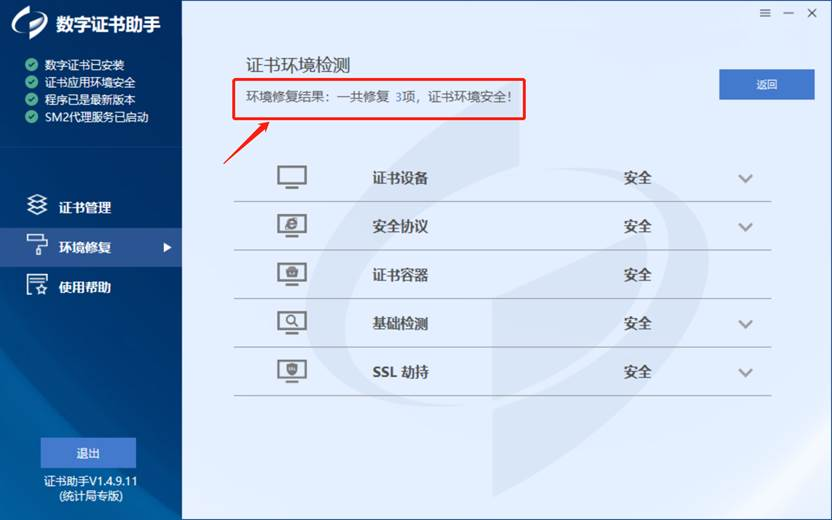 数字证书助手
数字证书已安装
证书应用环境安全
程序已是最新版本
SM2代理服务已启动
证书管理
环境修复
使用帮助
退出
证书助手V1.4.9.11
(统计局专版)
证书环境检测
环境修复结果：一共修复 3项，证书环境安全！
返回
证书设备 安全
安全协议 安全
证书容器 安全
基础检测 安全
SSL 劫持 安全